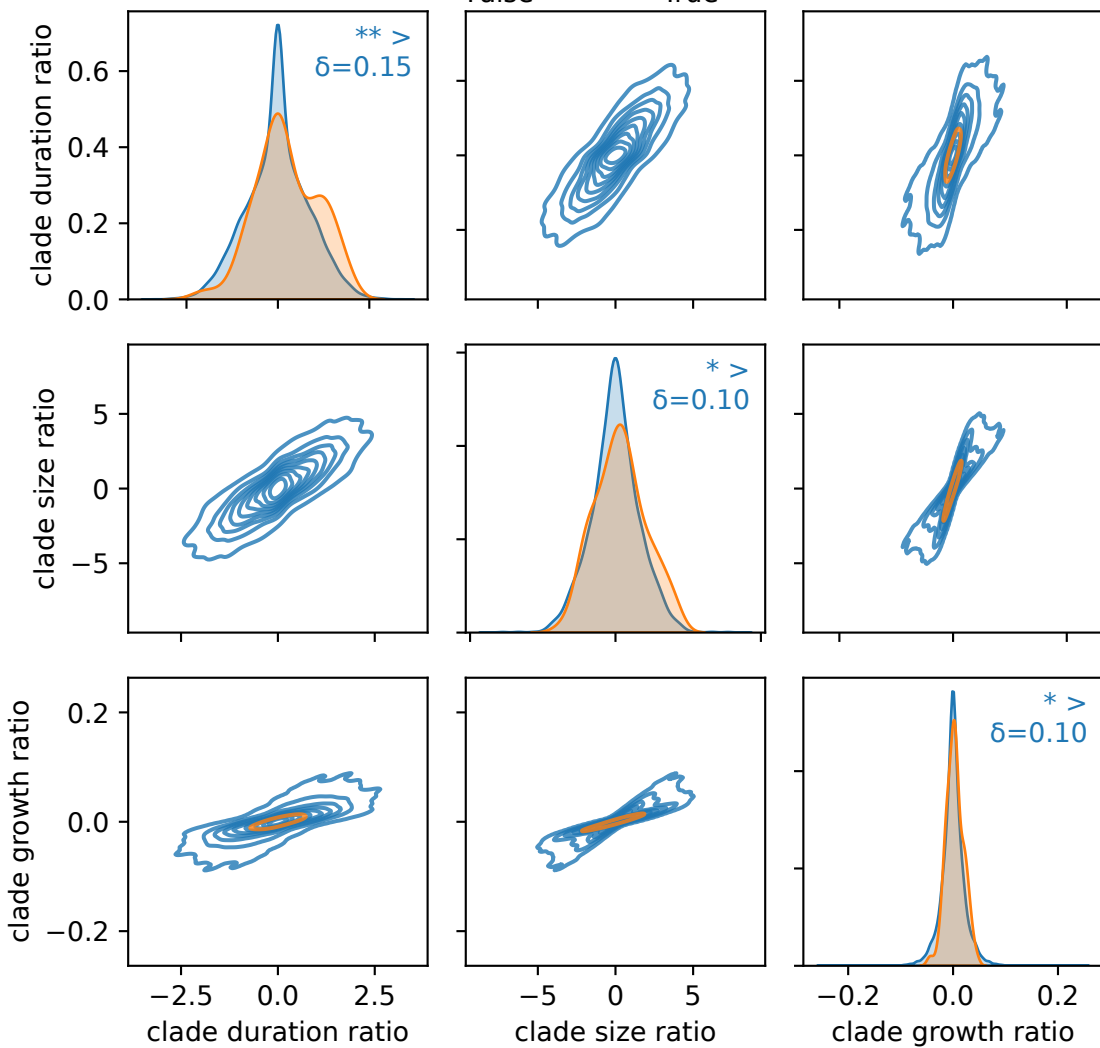 clade duration ratio
0.6
0.4
0.2
0.0
** >
δ=0.15
clade size ratio
5
0
−5
* >
δ=0.10
clade growth ratio
0.2
0.0
−0.2
* >
δ=0.10
−2.5 0.0 2.5
−5 0 5
−0.2 0.0 0.2
clade duration ratio
clade size ratio
clade growth ratio